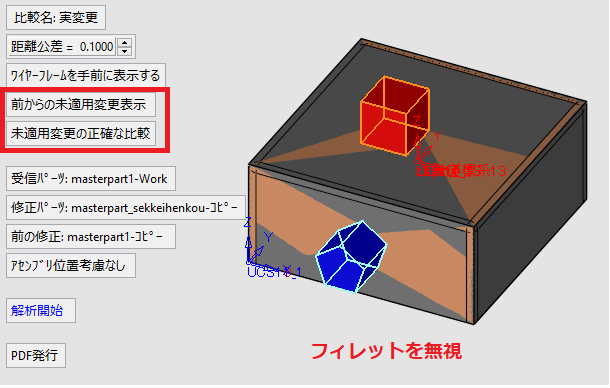 比較名: 実変更
距離公差 = 0.1000
ﾜｲﾔｰﾌﾚｰﾑを手前に表示する
前からの未適用変更表示
未適用変更の正確な比較
受信ﾊﾟｰﾂ: masterpart1-Work
修正ﾊﾟｰﾂ: masterpart_sekkeihenkou-ｺﾋﾟｰ
前の修正: masterpart1-ｺﾋﾟｰ
ｱｾﾝﾌﾞﾘ位置考慮なし
解析開始
PDF発行
Z
Y
Z
Y
X
UCS13_1
フィレットを無視